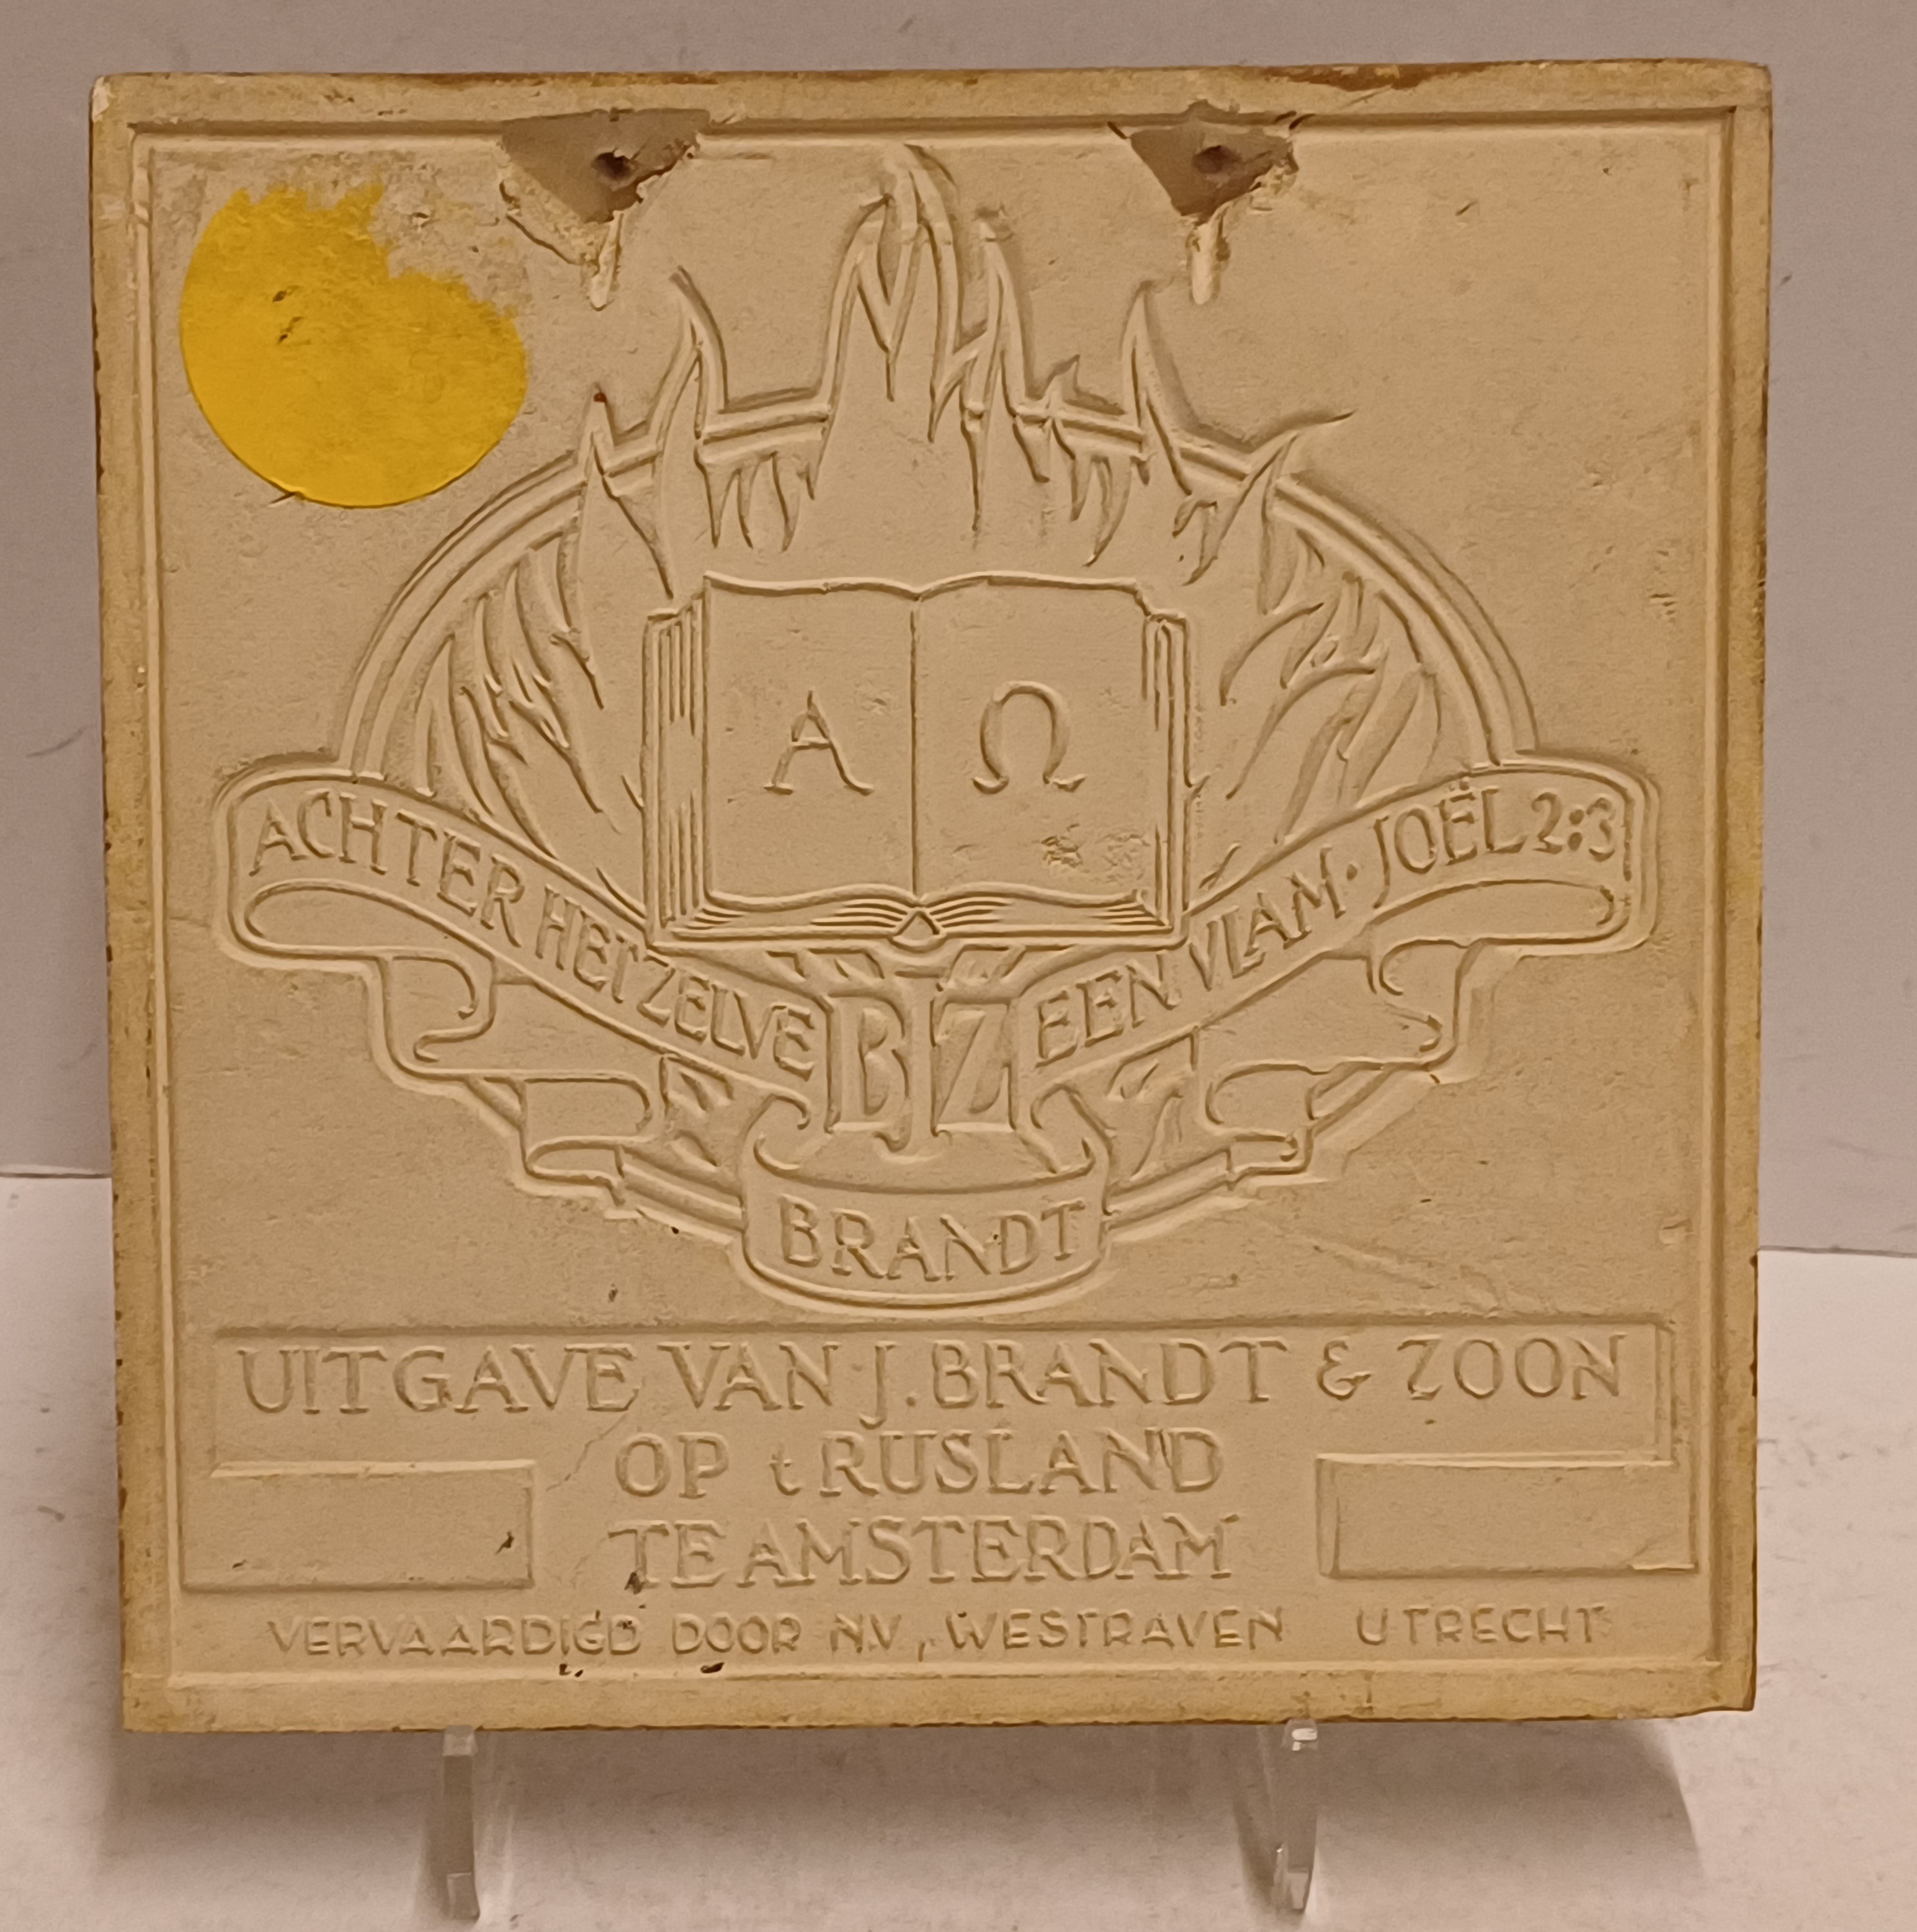 Α Ω
ACHTER HETZELVE EEN VLAM · JOËL 2:3
B Z
BRANDT
UITGAVE VAN J. BRANDT & ZOON
OP t RUSLAND
TE AMSTERDAM
VERVAARDIGD DOOR N.V. WESTRAVEN UTRECHT